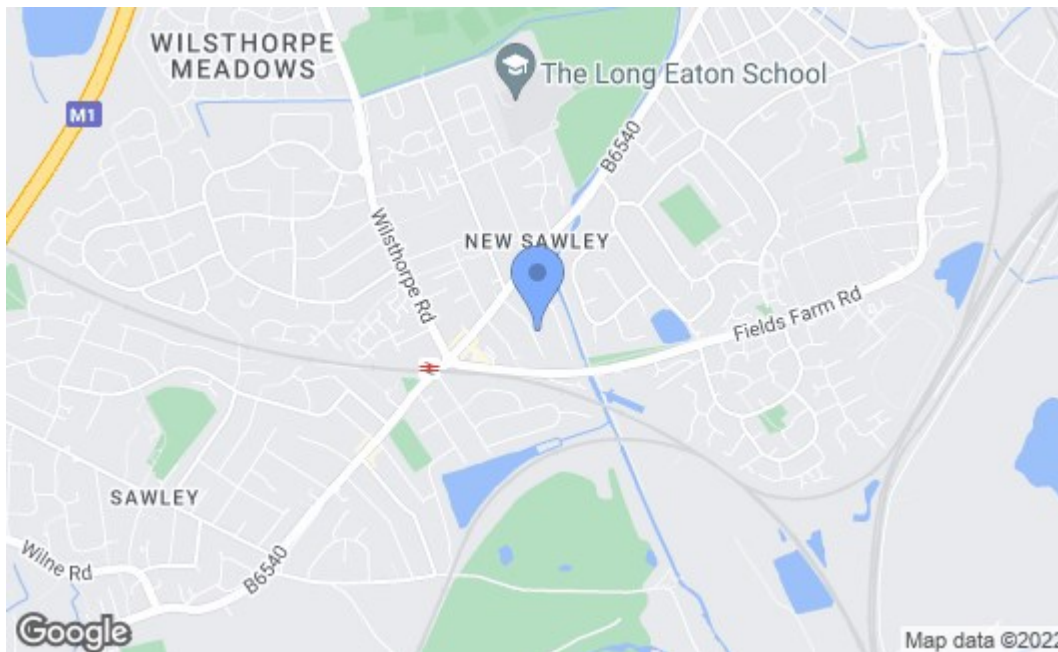 WILSTHORPE
MEADOWS
The Long Eaton School
M1
B6540
Wilsthorpe Rd
NEW SAWLEY
Fields Farm Rd
SAWLEY
Wilne Rd
B6540
Google
Map data ©2022